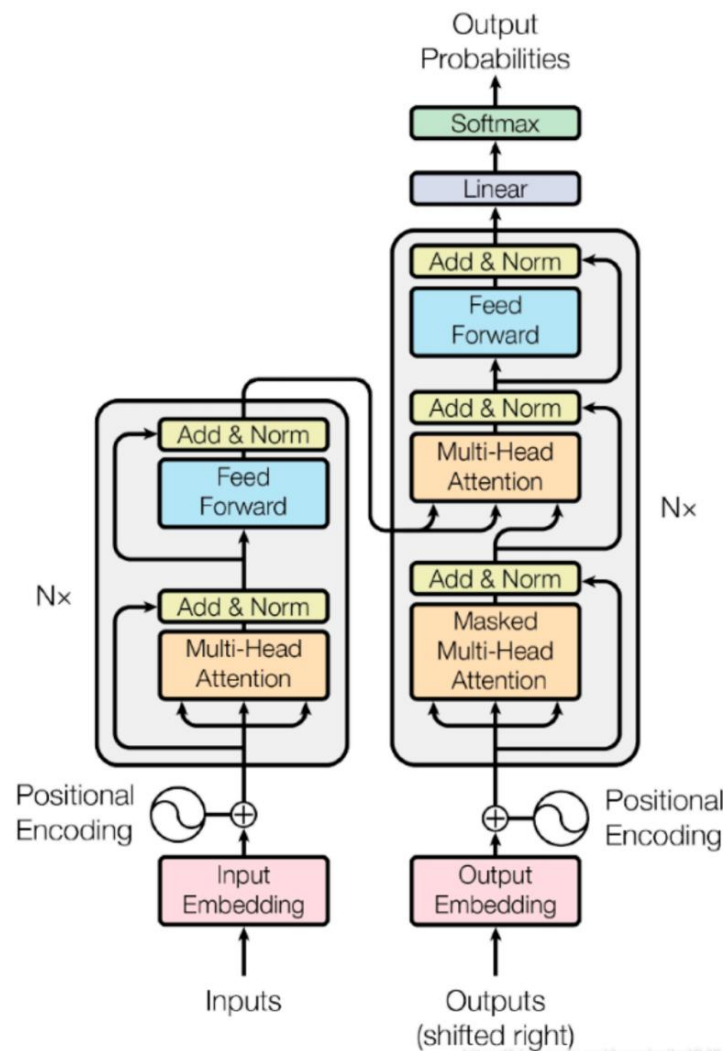 Output
Probabilities
Softmax
Linear
Add & Norm
Feed
Forward
Add & Norm
Multi-Head
Attention
Add & Norm
Masked
Multi-Head
Attention
Nx
Add & Norm
Feed
Forward
Add & Norm
Multi-Head
Attention
Nx
Positional
Encoding
Positional
Encoding
Input
Embedding
Output
Embedding
Inputs
Outputs
(shifted right)